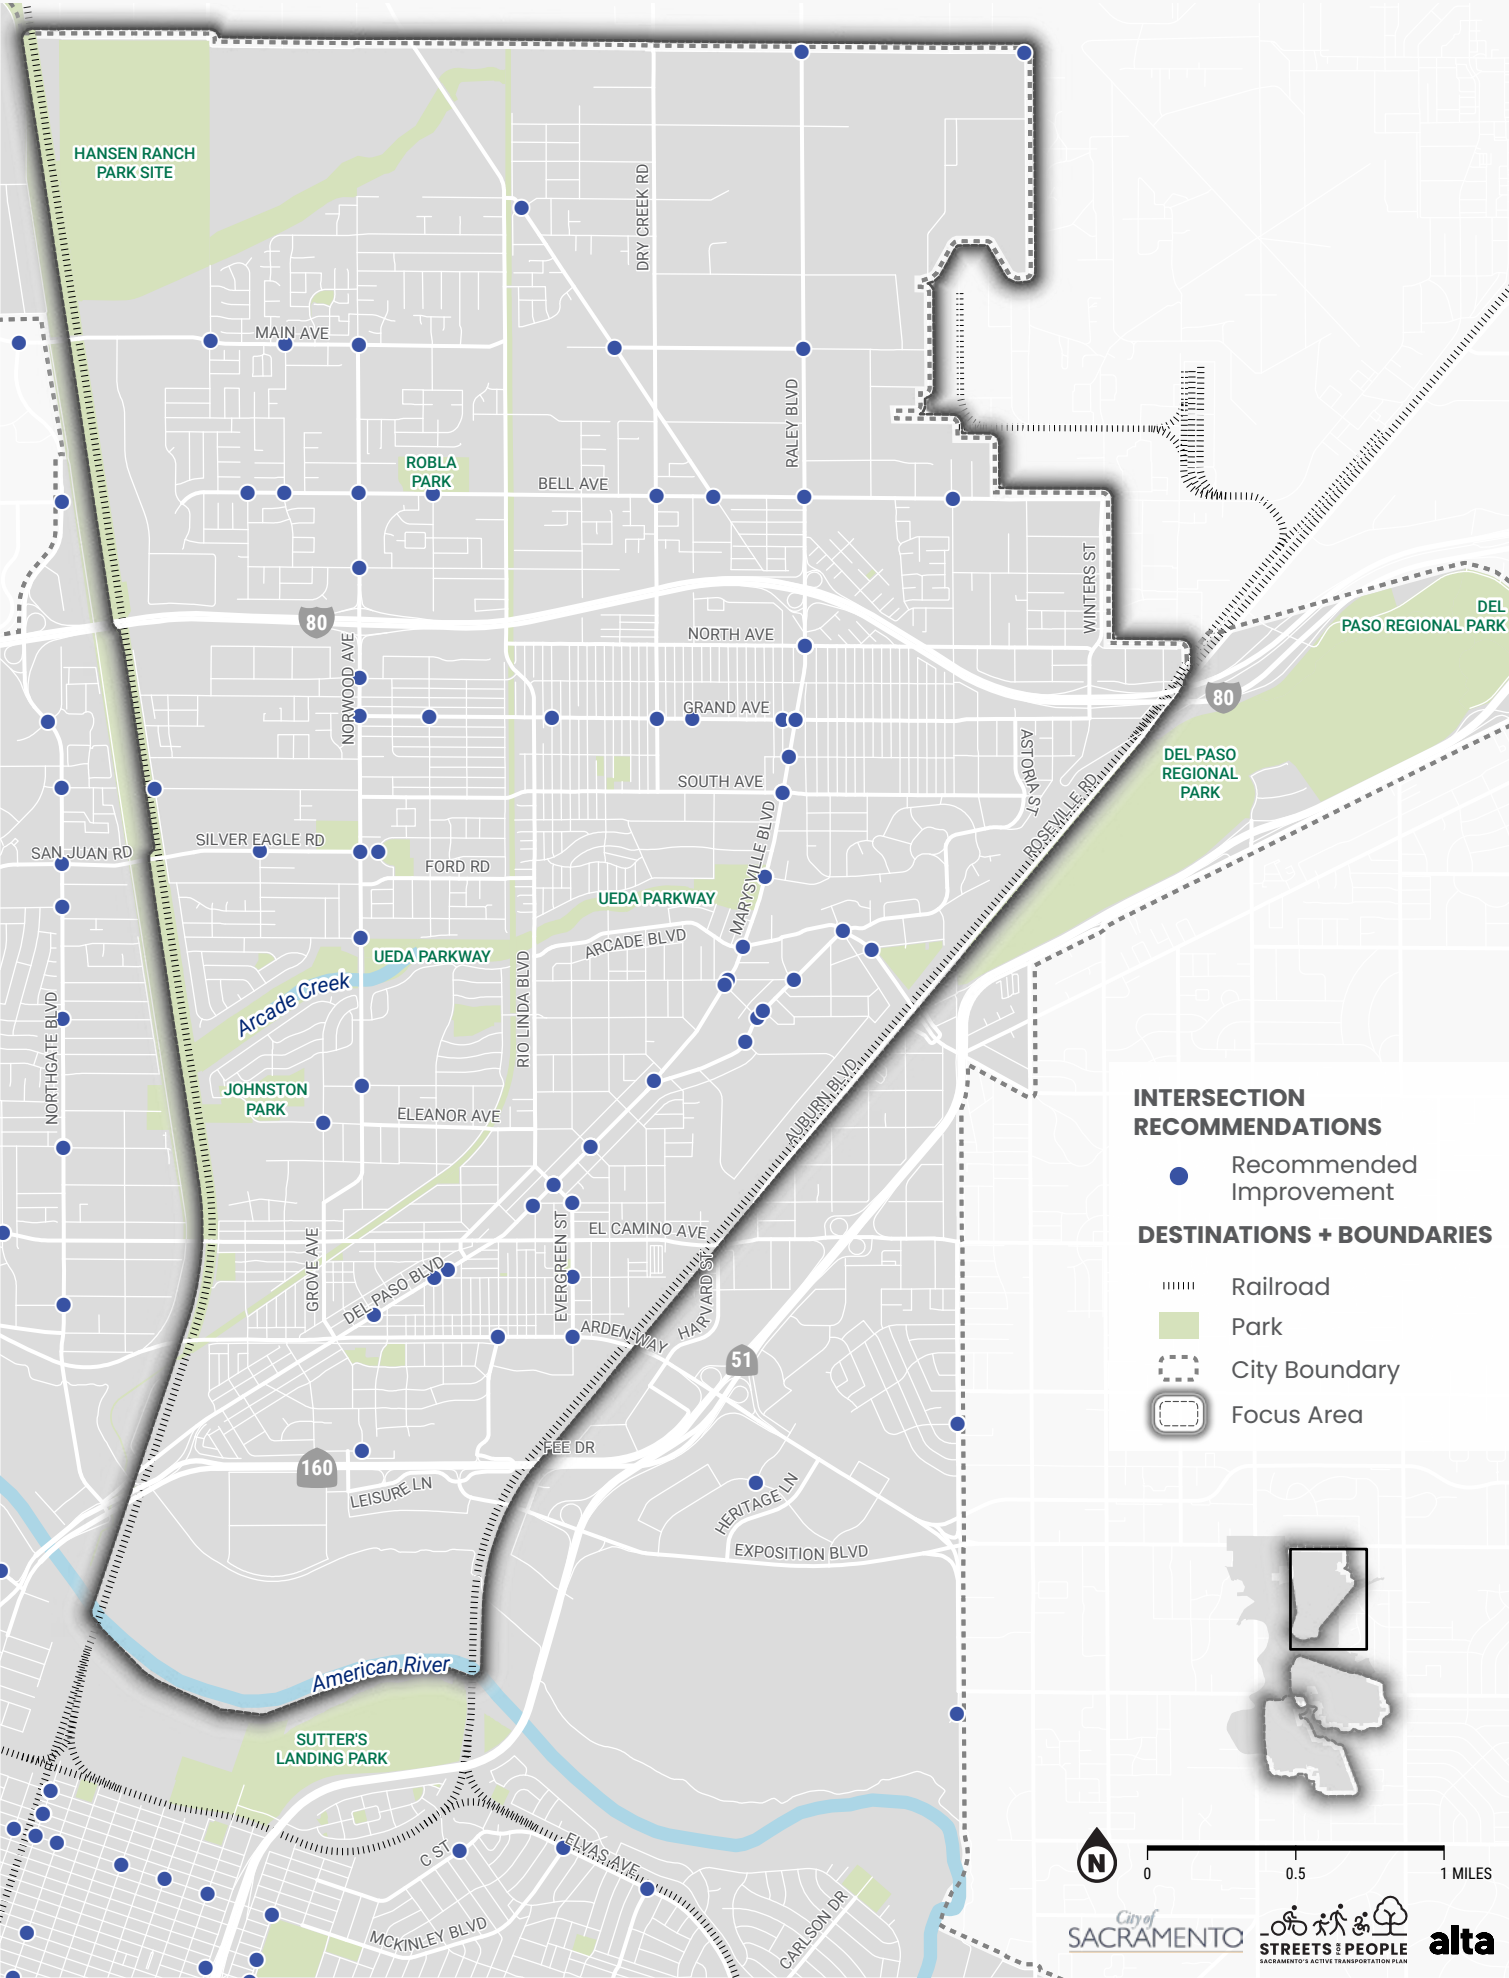 HANSEN RANCH
PARK SITE
DRY CREEK RD
MAIN AVE
RALEY BLVD
ROBLA
PARK
BELL AVE
WINTERS ST
DEL
PASO REGIONAL PARK
80
NORTH AVE
NORWOOD AVE
80
GRAND AVE
ASTORIA ST
DEL PASO
REGIONAL
PARK
SOUTH AVE
ROSEVILLE RD
MARYSVILLE BLVD
SILVER EAGLE RD
SAN JUAN RD
FORD RD
UEDA PARKWAY
ARCADE BLVD
UEDA PARKWAY
Arcade Creek
RIO LINDA BLVD
NORTHGATE BLVD
JOHNSTON
PARK
ELEANOR AVE
AUBURN BLVD
EL CAMINO AVE
EVERGREEN ST
GROVE AVE
DEL PASO BLVD
HARVARD ST
ARDEN WAY
51
FEE DR
160
LEISURE LN
HERITAGE LN
EXPOSITION BLVD
American River
SUTTER'S
LANDING PARK
C ST
ELVAS AVE
MCKINLEY BLVD
CARLSON DR
INTERSECTION
RECOMMENDATIONS
Recommended
Improvement
DESTINATIONS + BOUNDARIES
Railroad
Park
City Boundary
Focus Area
N
0
0.5
1 MILES
City of
SACRAMENTO
STREETS FOR PEOPLE
SACRAMENTO'S ACTIVE TRANSPORTATION PLAN
alta